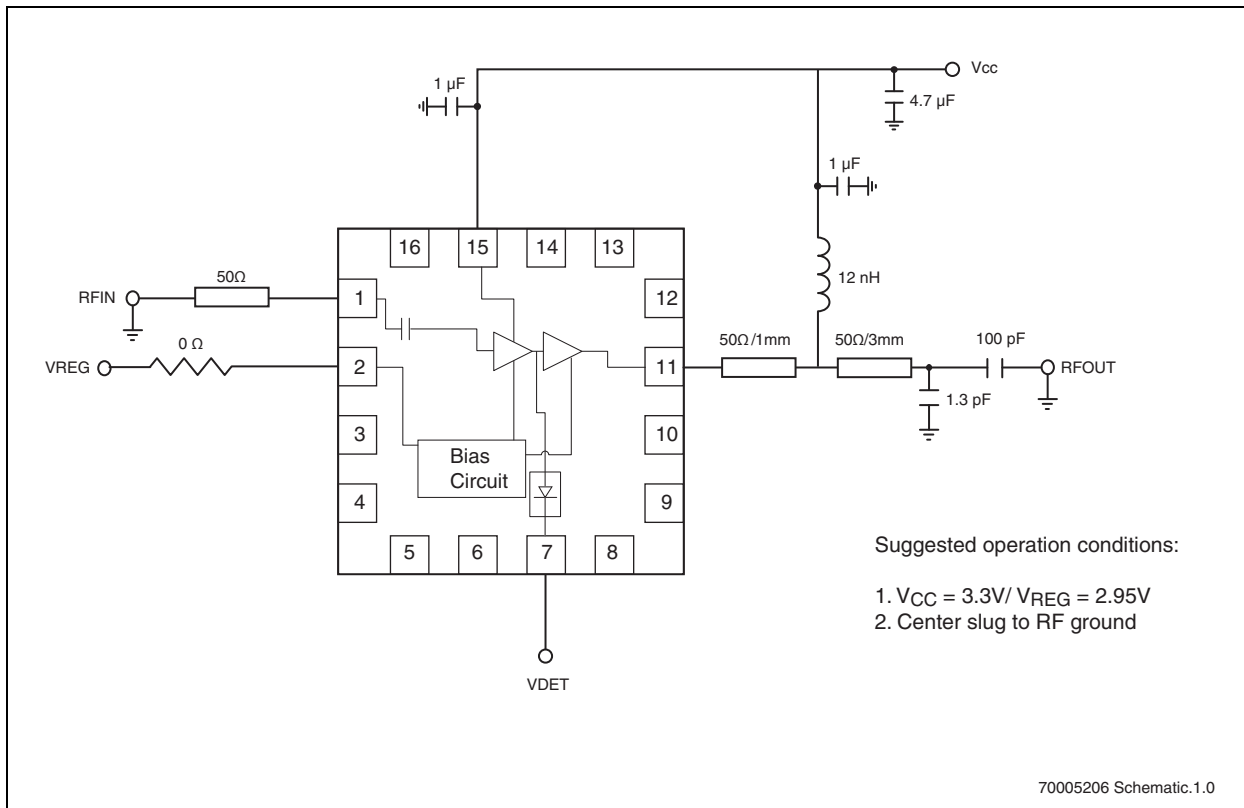 Vcc
1 µF
4.7 µF
1 µF
12 nH
16 15 14 13
50Ω
RFIN
1
12
0 Ω
VREG
2
11
50Ω/1mm
50Ω/3mm
100 pF
RFOUT
1.3 pF
3
10
Bias
Circuit
4
9
5 6 7 8
VDET
Suggested operation conditions:
1. VCC = 3.3V/ VREG = 2.95V
2. Center slug to RF ground
70005206 Schematic.1.0